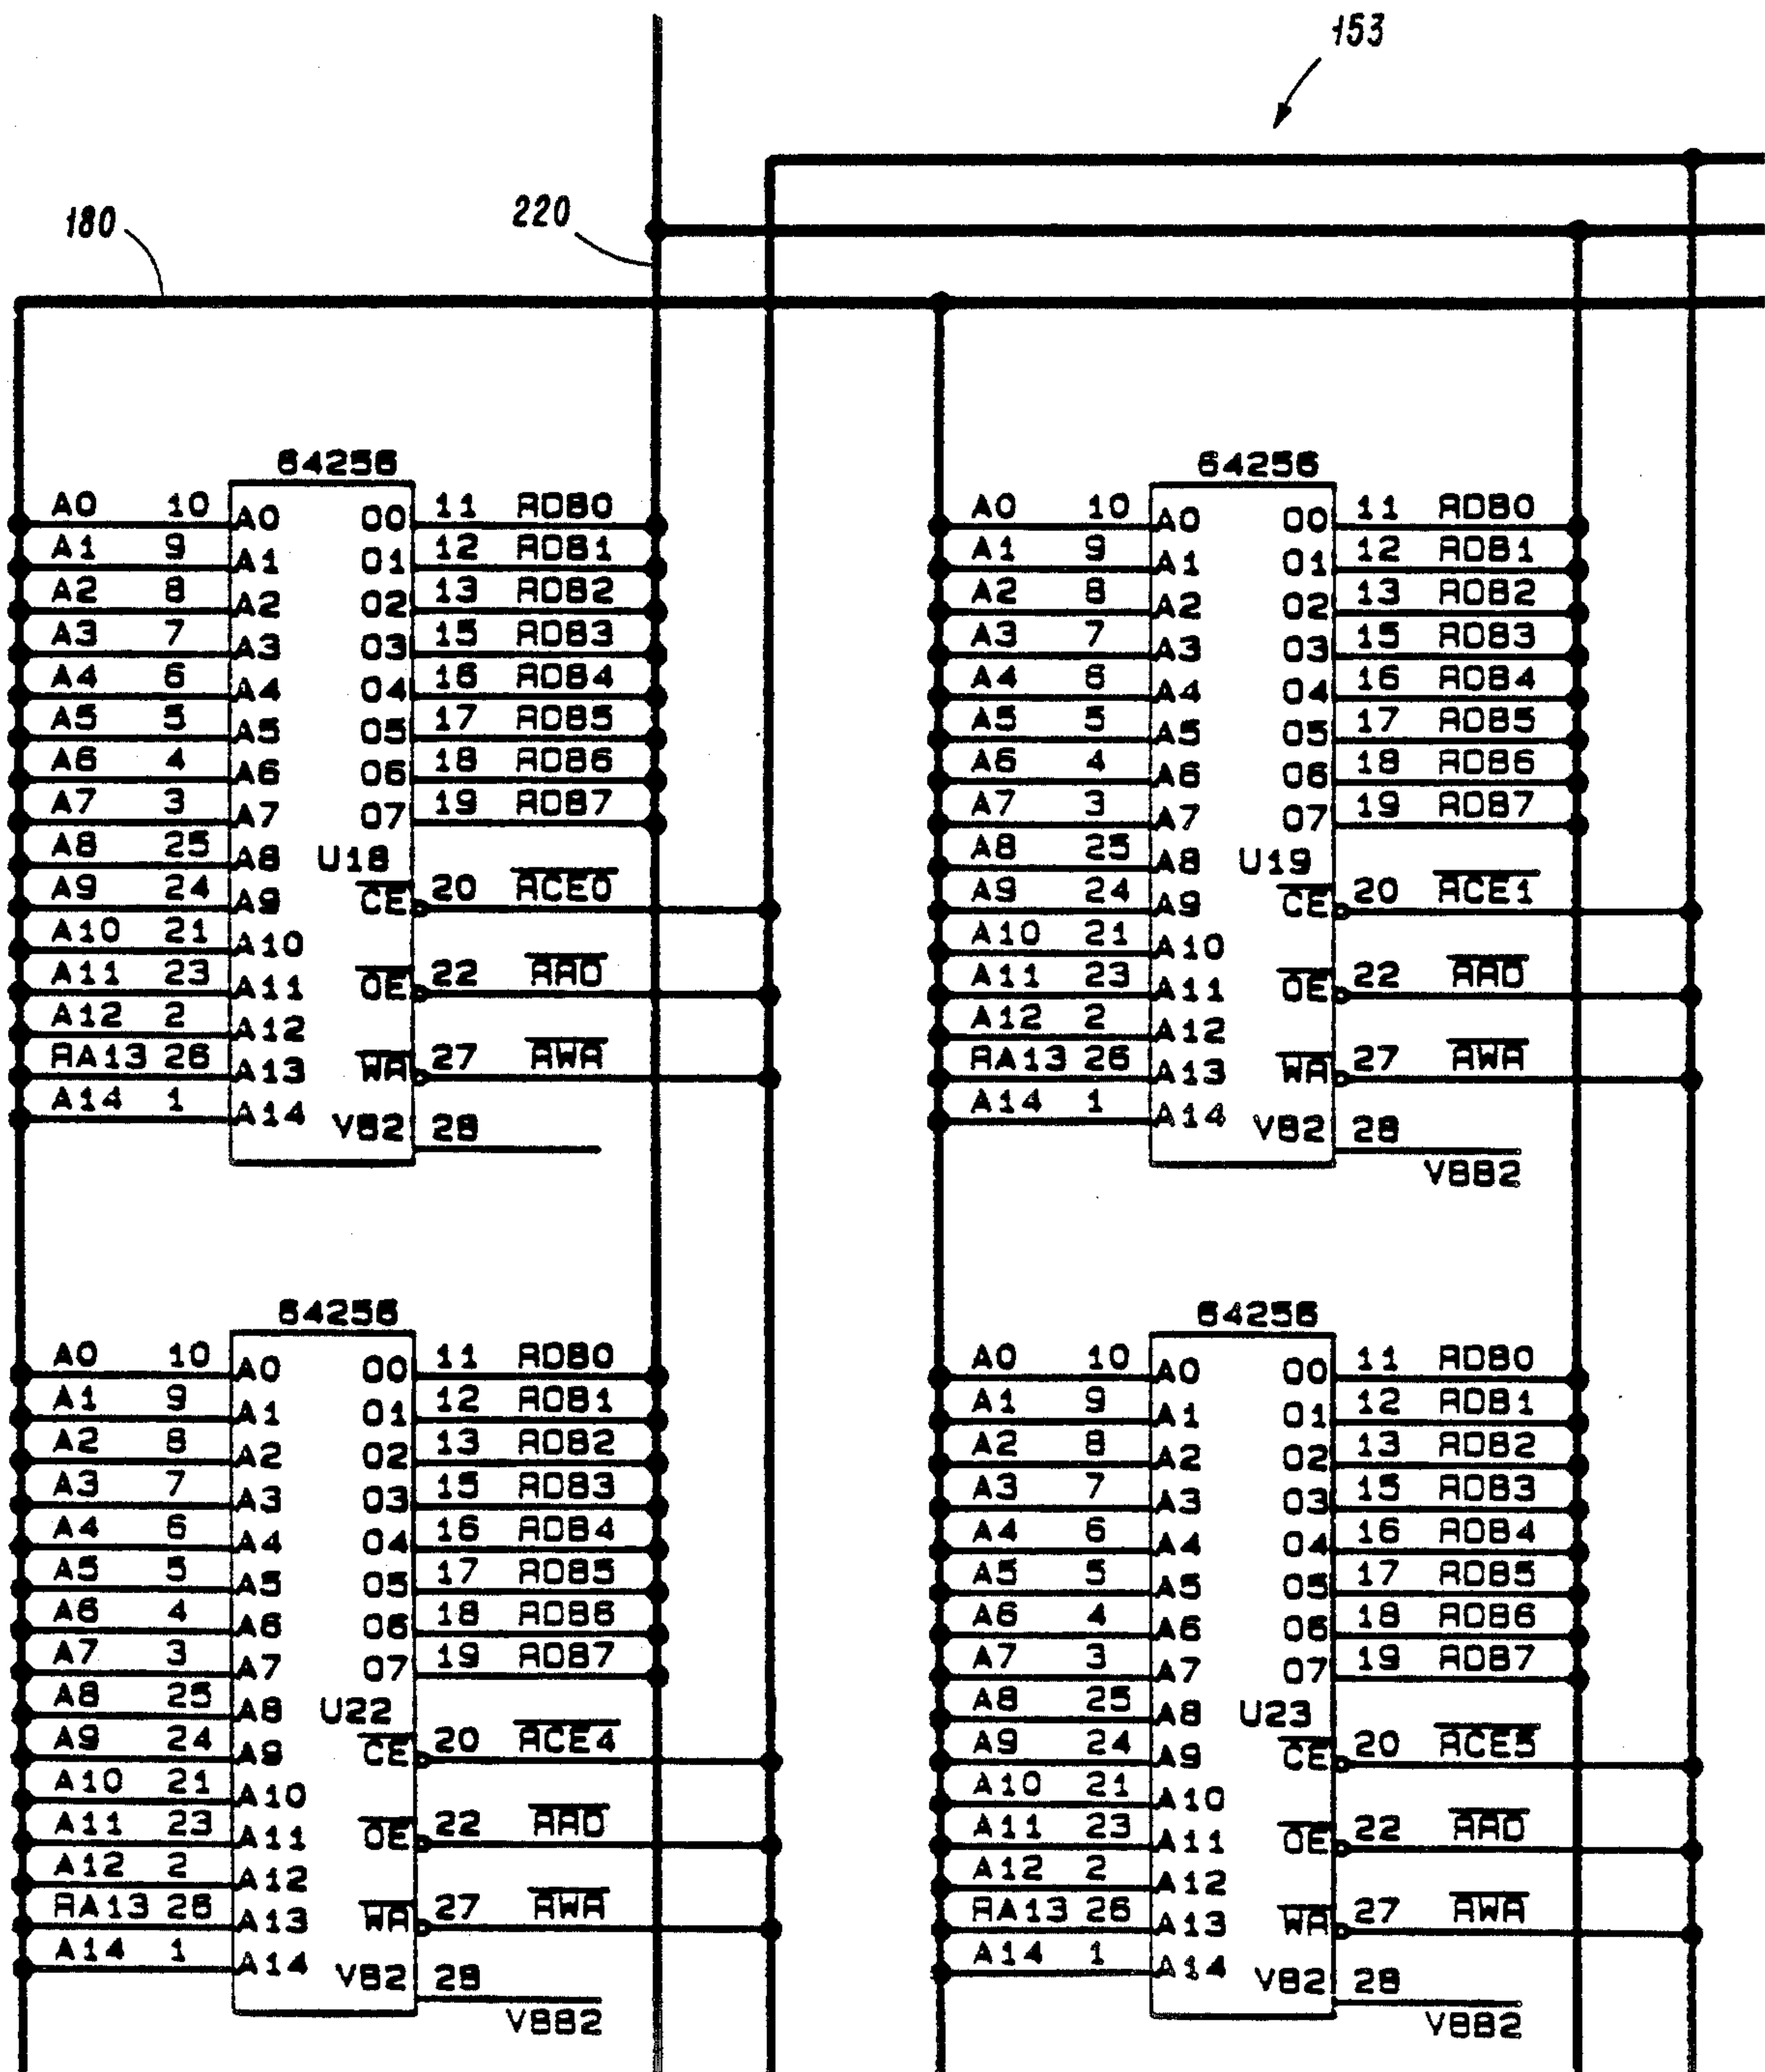 153
180
220
64256
A0 10 A0 O0 11 RDB0
A1 9 A1 O1 12 RDB1
A2 8 A2 O2 13 RDB2
A3 7 A3 O3 15 RDB3
A4 6 A4 O4 16 RDB4
A5 5 A5 O5 17 RDB5
A6 4 A6 O6 18 RDB6
A7 3 A7 O7 19 RDB7
A8 25 A8 U18
A9 24 A9 CE 20 RCE0
A10 21 A10
A11 23 A11 OE 22 RRD
A12 2 A12
RA13 26 A13 WR 27 RWR
A14 1 A14 VB2 28
64256
A0 10 A0 O0 11 RDB0
A1 9 A1 O1 12 RDB1
A2 8 A2 O2 13 RDB2
A3 7 A3 O3 15 RDB3
A4 6 A4 O4 16 RDB4
A5 5 A5 O5 17 RDB5
A6 4 A6 O6 18 RDB6
A7 3 A7 O7 19 RDB7
A8 25 A8 U19
A9 24 A9 CE 20 RCE1
A10 21 A10
A11 23 A11 OE 22 RRD
A12 2 A12
RA13 26 A13 WR 27 RWR
A14 1 A14 VB2 28
VBB2
64256
A0 10 A0 O0 11 RDB0
A1 9 A1 O1 12 RDB1
A2 8 A2 O2 13 RDB2
A3 7 A3 O3 15 RDB3
A4 6 A4 O4 16 RDB4
A5 5 A5 O5 17 RDB5
A6 4 A6 O6 18 RDB6
A7 3 A7 O7 19 RDB7
A8 25 A8 U22
A9 24 A9 CE 20 RCE4
A10 21 A10
A11 23 A11 OE 22 RRD
A12 2 A12
RA13 26 A13 WR 27 RWR
A14 1 A14 VB2 28
VBB2
64256
A0 10 A0 O0 11 RDB0
A1 9 A1 O1 12 RDB1
A2 8 A2 O2 13 RDB2
A3 7 A3 O3 15 RDB3
A4 6 A4 O4 16 RDB4
A5 5 A5 O5 17 RDB5
A6 4 A6 O6 18 RDB6
A7 3 A7 O7 19 RDB7
A8 25 A8 U23
A9 24 A9 CE 20 RCE5
A10 21 A10
A11 23 A11 OE 22 RRD
A12 2 A12
RA13 26 A13 WR 27 RWR
A14 1 A14 VB2 28
VBB2